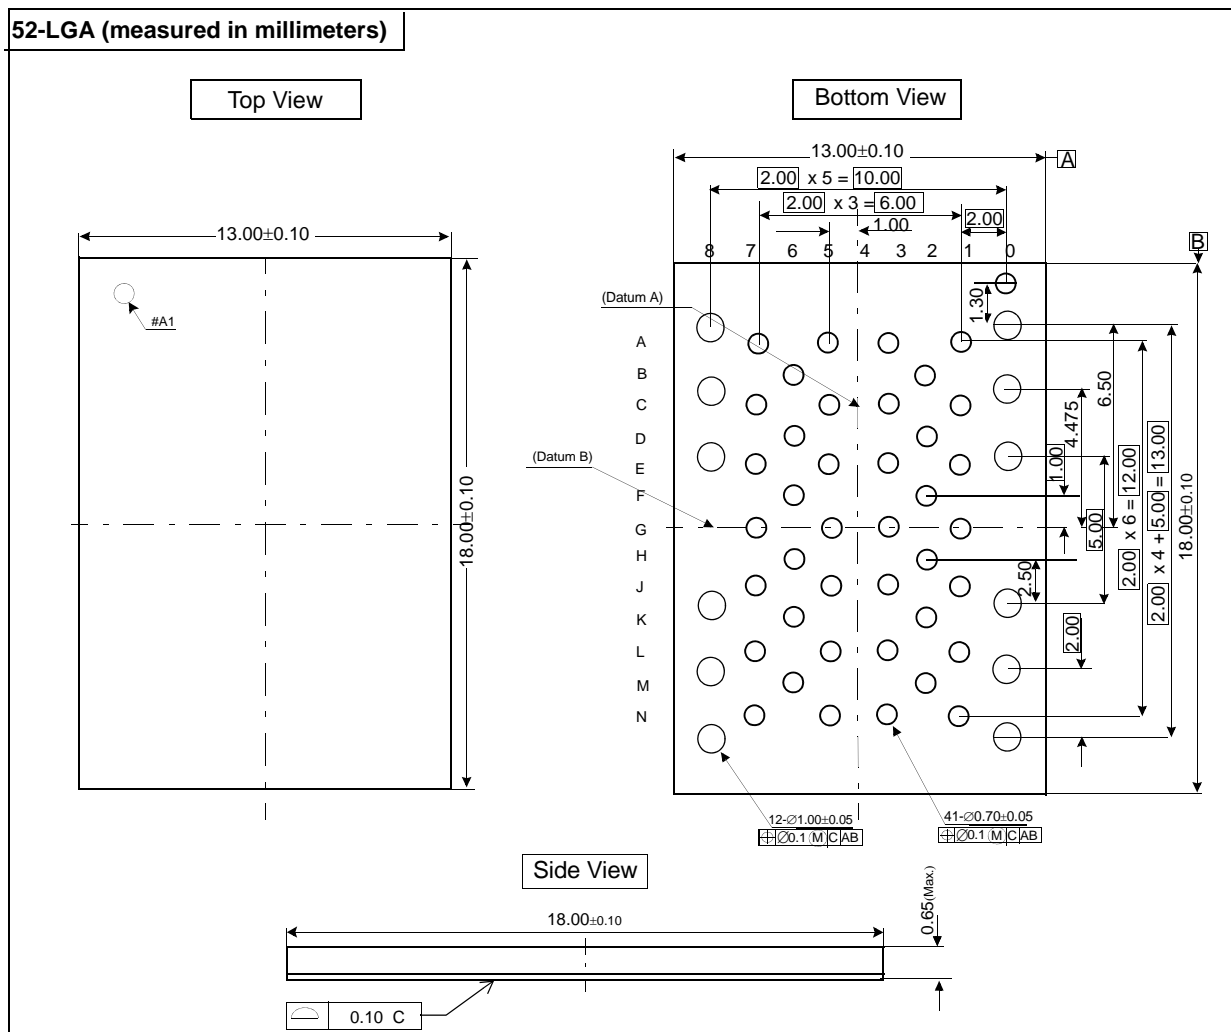 52-LGA (measured in millimeters)
Top View
Bottom View
13.00±0.10
A
2.00 x 5 = 10.00
2.00 x 3 = 6.00
1.00
2.00
13.00±0.10
B
8 7 6 5 4 3 2 1 0
#A1
(Datum A)
1.30
A
B
C
D
E
F
G
H
J
K
L
M
N
(Datum B)
6.50
4.475
1.00
5.00
2.50
2.00
2.00 x 6 = 12.00
2.00 x 4 + 5.00 = 13.00
18.00±0.10
18.00±0.10
12-∅1.00±0.05
⌖ ∅0.1 Ⓜ C AB
41-∅0.70±0.05
⌖ ∅0.1 Ⓜ C AB
Side View
18.00±0.10
0.65(Max.)
0.10 C